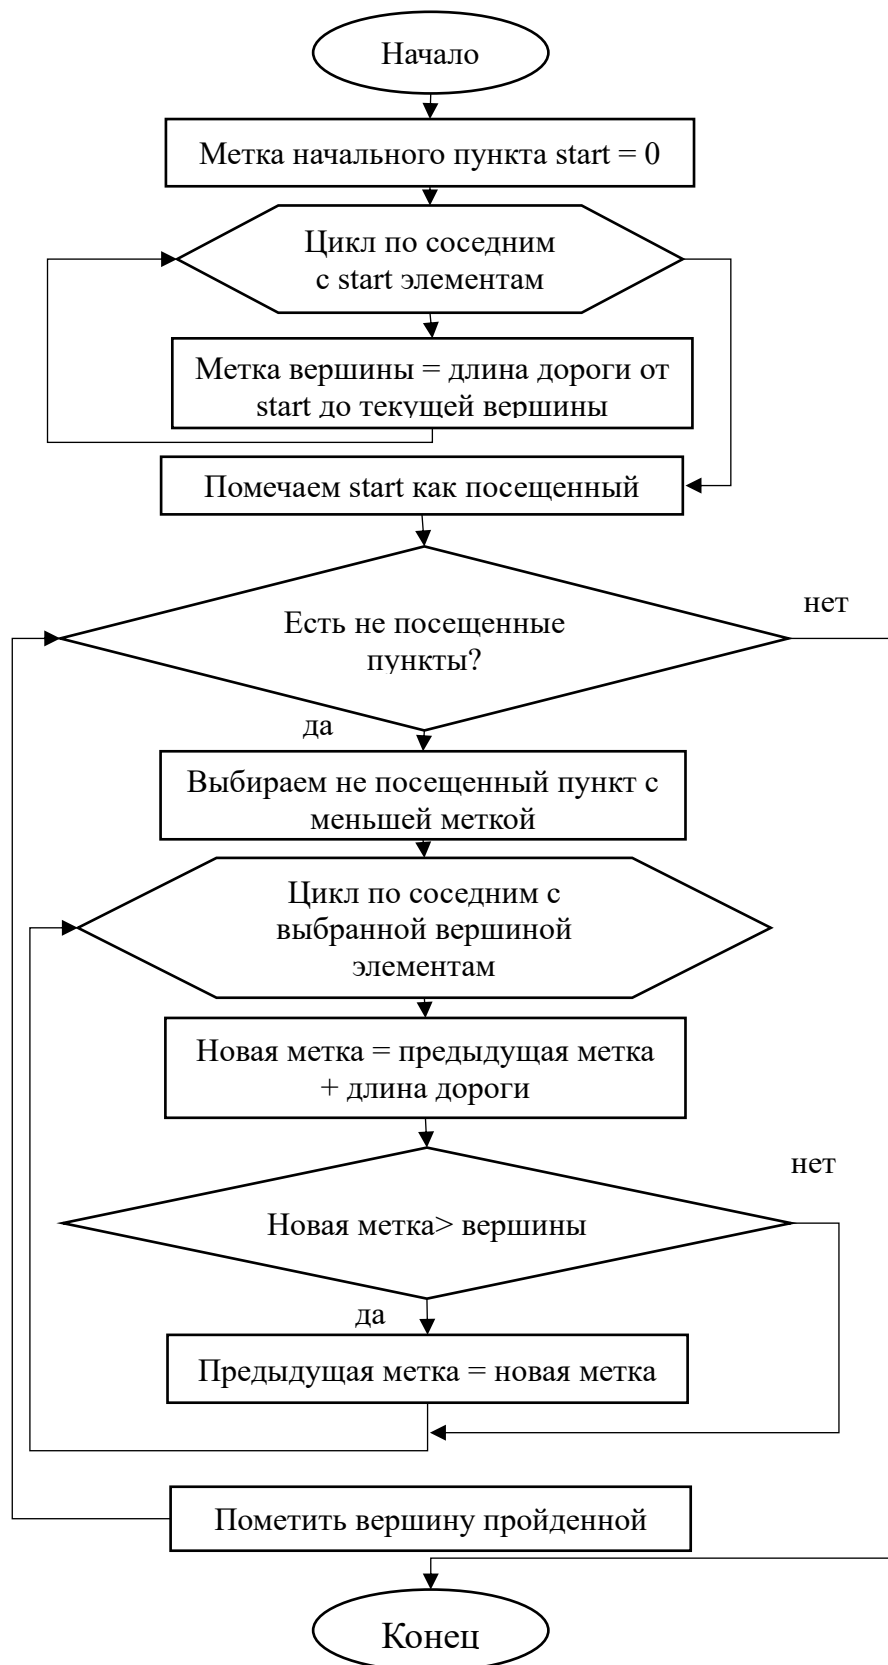 Начало
Метка начального пункта start = 0
Цикл по соседним
с start элементам
Метка вершины = длина дороги от
start до текущей вершины
Помечаем start как посещенный
нет
Есть не посещенные
пункты?
да
Выбираем не посещенный пункт с
меньшей меткой
Цикл по соседним с
выбранной вершиной
элементам
Новая метка = предыдущая метка
+ длина дороги
нет
Новая метка> вершины
да
Предыдущая метка = новая метка
Пометить вершину пройденной
Конец